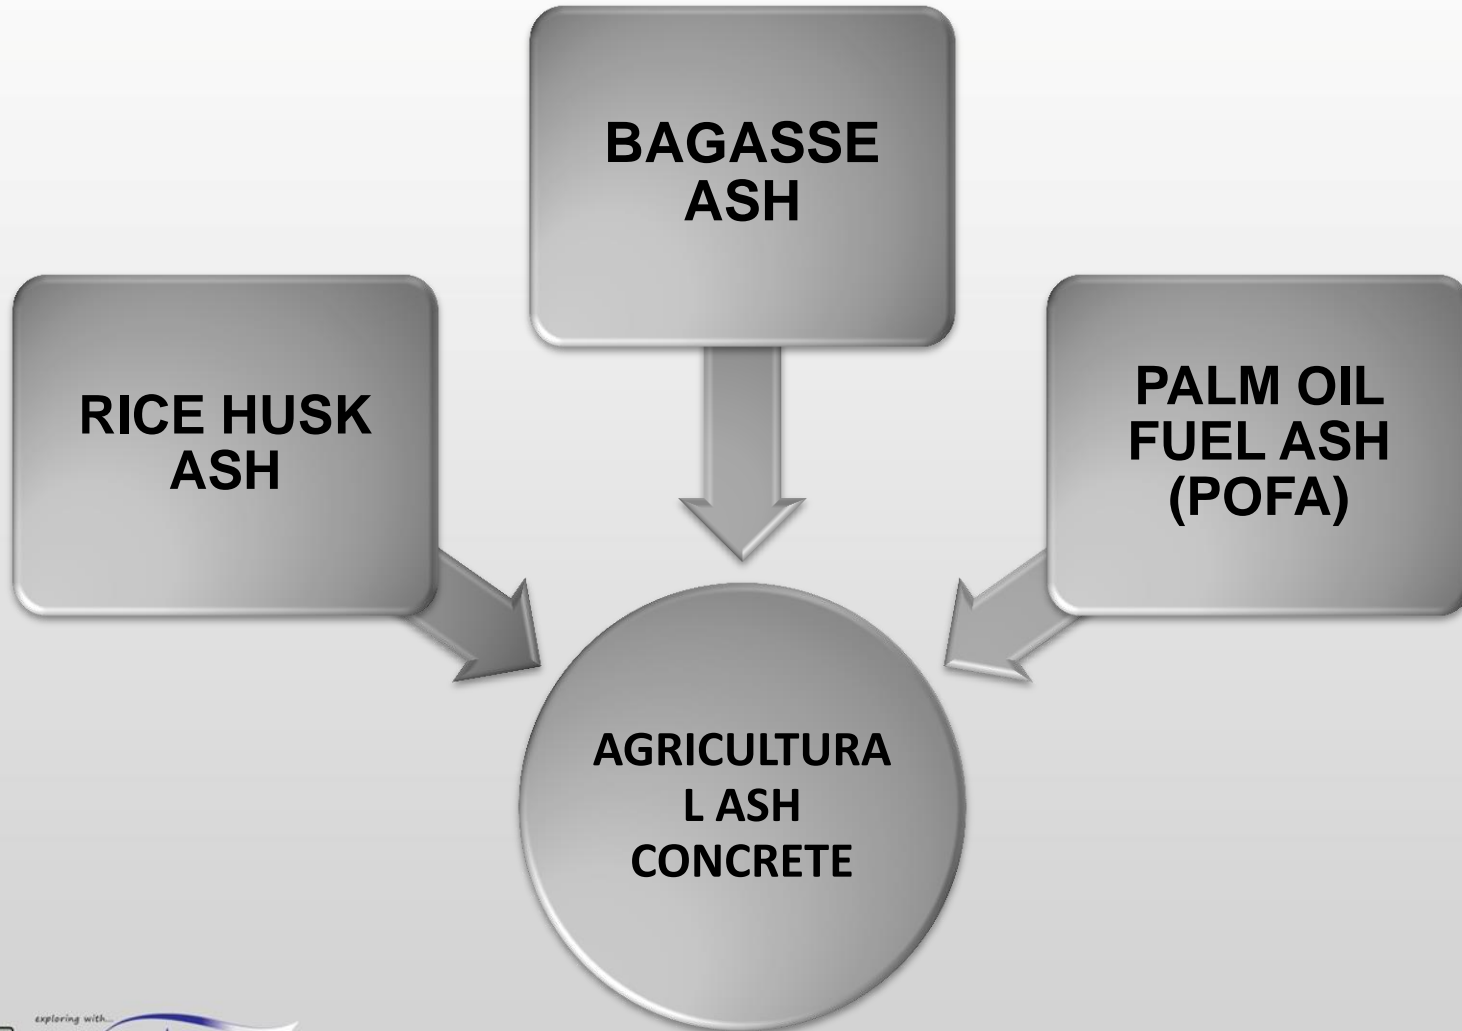 BAGASSE
ASH
RICE HUSK
ASH
PALM OIL
FUEL ASH
(POFA)
AGRICULTURA
L ASH
CONCRETE
exploring with...